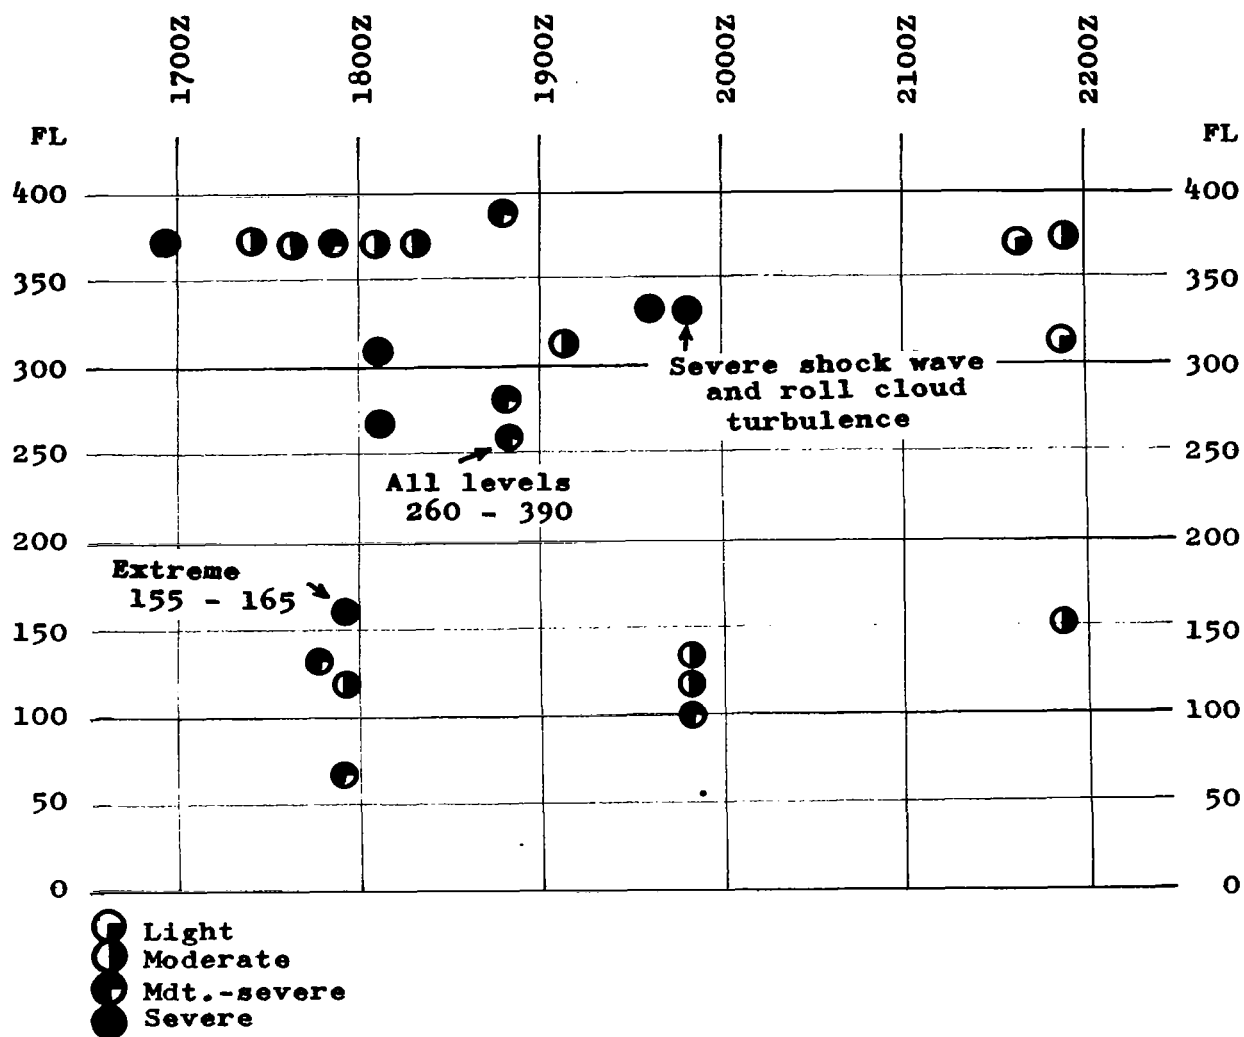 1700Z 1800Z 1900Z 2000Z 2100Z 2200Z
FL FL
400 400
350 350
300 300
Severe shock wave
and roll cloud
turbulence
250 250
All levels
260 - 390
200 200
Extreme
155 - 165
150 150
100 100
50 50
0 0
Light
Moderate
Mdt.-severe
Severe